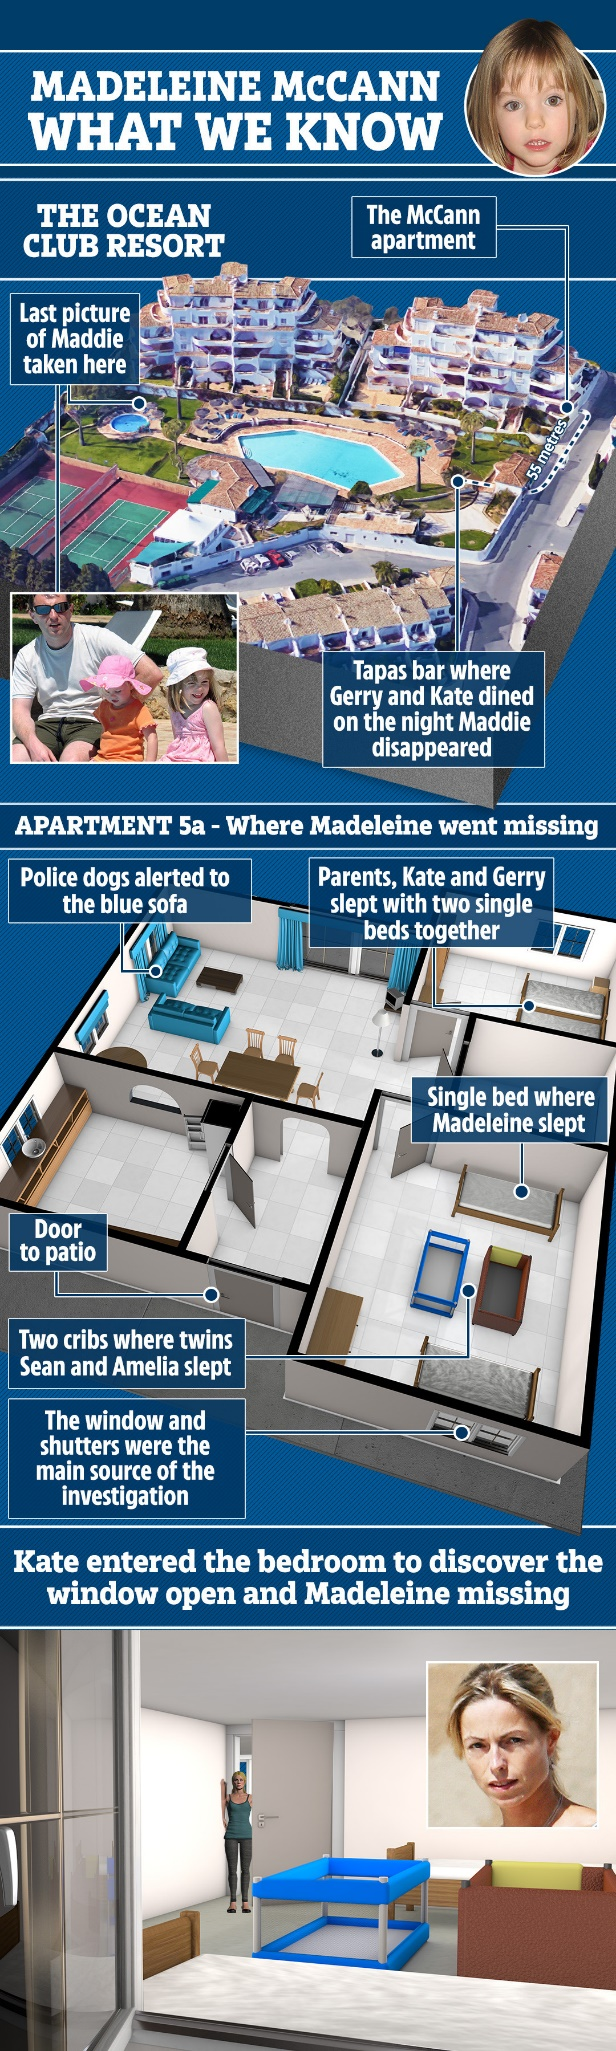 MADELEINE McCANN
WHAT WE KNOW
THE OCEAN
CLUB RESORT
The McCann
apartment
Last picture
of Maddie
taken here
55 metres
Tapas bar where
Gerry and Kate dined
on the night Maddie
disappeared
APARTMENT 5a - Where Madeleine went missing
Police dogs alerted to
the blue sofa
Parents, Kate and Gerry
slept with two single
beds together
Single bed where
Madeleine slept
Door
to patio
Two cribs where twins
Sean and Amelia slept
The window and
shutters were the
main source of the
investigation
Kate entered the bedroom to discover the
window open and Madeleine missing